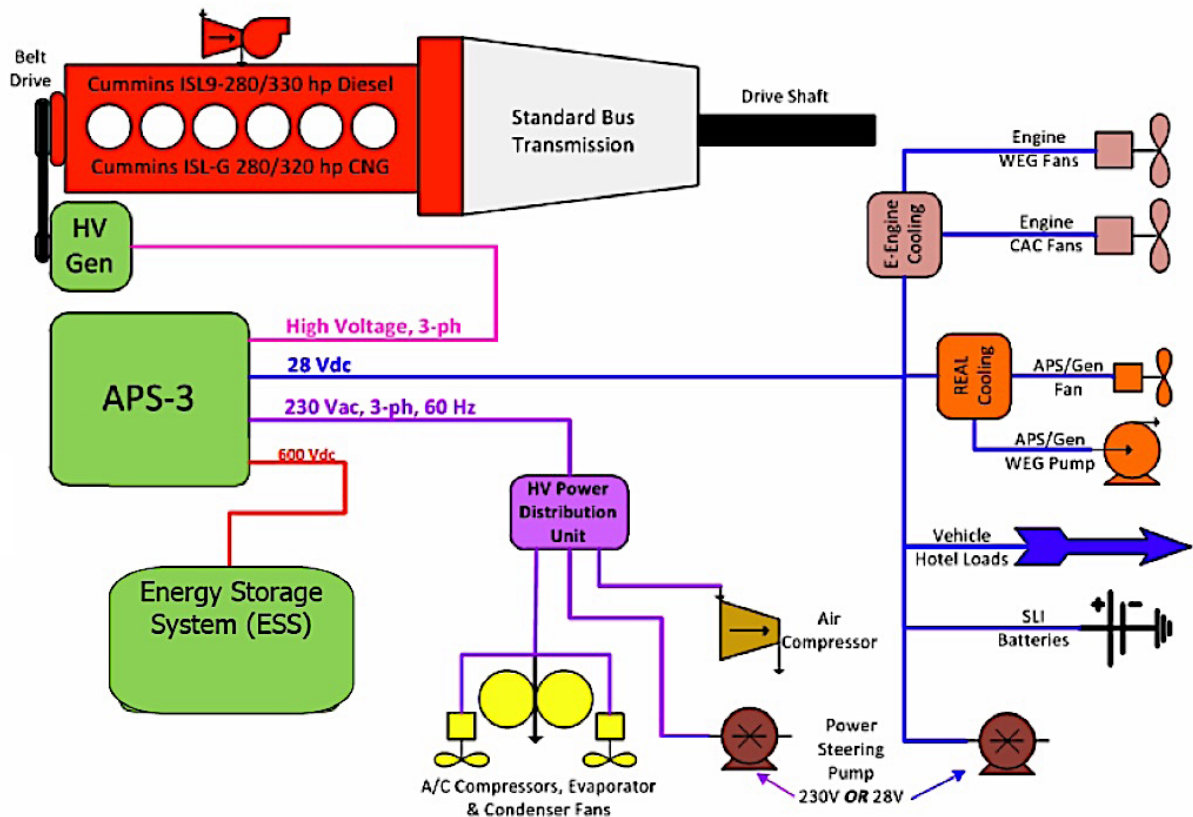 Belt
Drive
Cummins ISL9-280/330 hp Diesel
Cummins ISL-G 280/320 hp CNG
Standard Bus
Transmission
Drive Shaft
HV
Gen
Engine
WEG Fans
E-Engine
Cooling
Engine
CAC Fans
APS-3
High Voltage, 3-ph
28 Vdc
230 Vac, 3-ph, 60 Hz
600 Vdc
REAL
Cooling
APS/Gen
Fan
APS/Gen
WEG Pump
HV Power
Distribution
Unit
Vehicle
Hotel Loads
Energy Storage
System (ESS)
Air
Compressor
SLI
Batteries
+ -
A/C Compressors, Evaporator
& Condenser Fans
Power
Steering
Pump
230V OR 28V